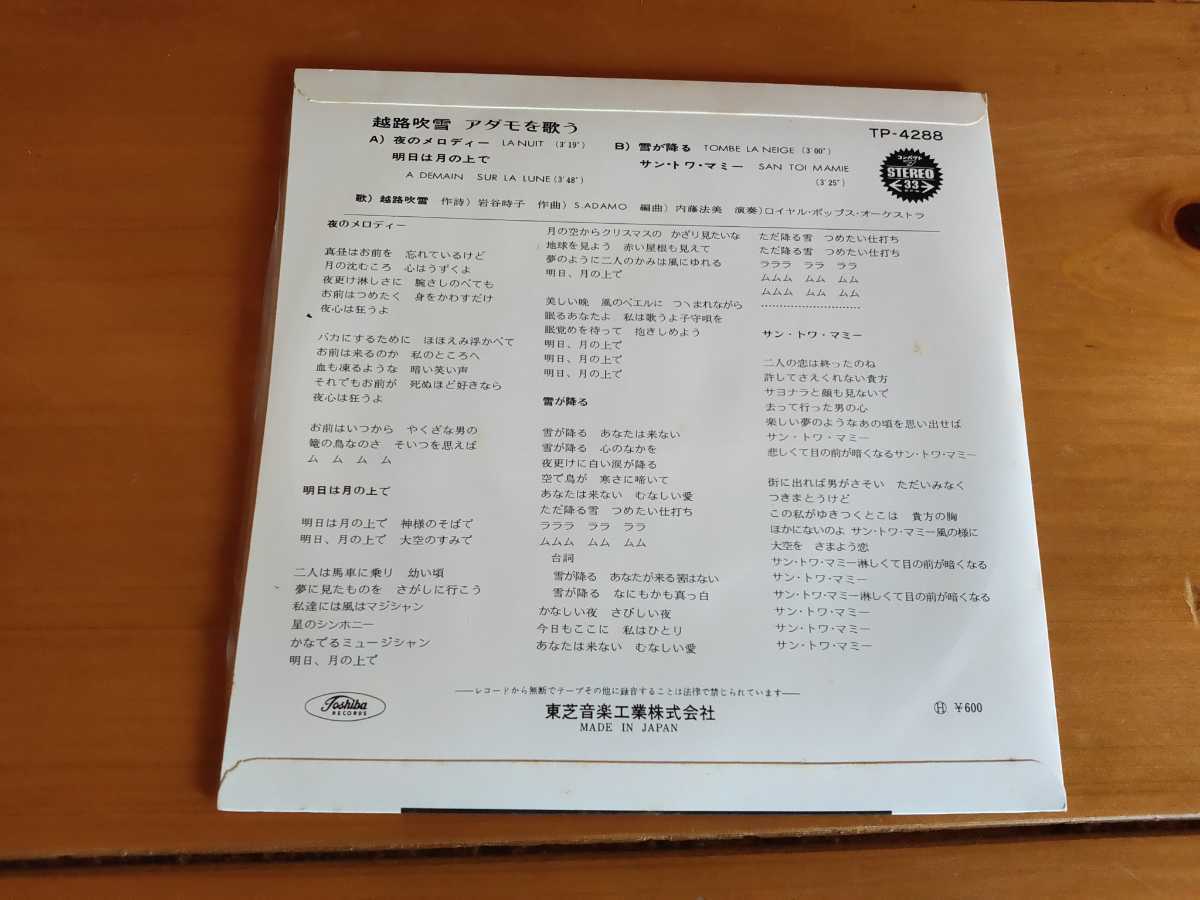 越路吹雪 アダモを歌う
TP-4288
A) 夜のメロディー LA NUIT (3'19")
明日は月の上で
A DEMAIN SUR LA LUNE (3'48")
B) 雪が降る TOMBE LA NEIGE (3'00")
サン・トワ・マミー SAN TOI MAMIE
(3'25")
コンパクト
STEREO
33
歌) 越路吹雪 作詩) 岩谷時子 作曲) S.ADAMO 編曲) 内藤法美 演奏) ロイヤル・ポップス・オーケストラ
夜のメロディー
真昼はお前を 忘れているけど
月の沈むころ 心はうずくよ
夜更け淋しさに 腕さしのべても
お前はつめたく 身をかわすだけ
夜心は狂うよ
バカにするために ほほえみ浮かべて
お前は来るのか 私のところへ
血も凍るような 暗い笑い声
それでもお前が 死ぬほど好きなら
夜心は狂うよ
お前はいつから やくざな男の
篭の鳥なのさ そいつを思えば
ム ム ム ム
明日は月の上で
明日は月の上で 神様のそばで
明日、月の上で 大空のすみで
二人は馬車に乗り 幼い頃
夢に見たものを さがしに行こう
私達には風はマジシャン
星のシンホニー
かなでるミュージシャン
明日、月の上で
月の空からクリスマスの かざり見たいな
地球を見よう 赤い屋根も見えて
夢のように二人のかみは風にゆれる
明日、月の上で
美しい晩 風のベエルに つゝまれながら
眠るあなたよ 私は歌うよ子守唄を
眠覚めを待って 抱きしめよう
明日、月の上で
明日、月の上で
明日、月の上で
雪が降る
雪が降る あなたは来ない
雪が降る 心のなかを
夜更けに白い涙が降る
空で鳥が 寒さに啼いて
あなたは来ない むなしい愛
ただ降る雪 つめたい仕打ち
ラララ ララ ララ
ムムム ムム ムム
台詞
雪が降る あなたが来る筈はない
雪が降る なにもかも真っ白
かなしい夜 さびしい夜
今日もここに 私はひとり
あなたは来ない むなしい愛
ただ降る雪 つめたい仕打ち
ただ降る雪 つめたい仕打ち
ラララ ララ ララ
ムムム ムム ムム
ムムム ムム ムム
……………………………
サン・トワ・マミー
二人の恋は終ったのね
許してさえくれない貴方
サヨナラと顔も見ないで
去って行った男の心
楽しい夢のようなあの頃を思い出せば
サン・トワ・マミー
悲しくて目の前が暗くなるサン・トワ・マミー
街に出れば男がさそい ただいみなく
つきまとうけど
この私がゆきつくとこは 貴方の胸
ほかにないのよ サン・トワ・マミー風の様に
大空を さまよう恋
サン・トワ・マミー淋しくて目の前が暗くなる
サン・トワ・マミー
サン・トワ・マミー淋しくて目の前が暗くなる
サン・トワ・マミー
サン・トワ・マミー
サン・トワ・マミー
——レコードから無断でテープその他に録音することは法律で禁じられています——
Toshiba
RECORDS
東芝音楽工業株式会社
MADE IN JAPAN
Ⓗ ¥600